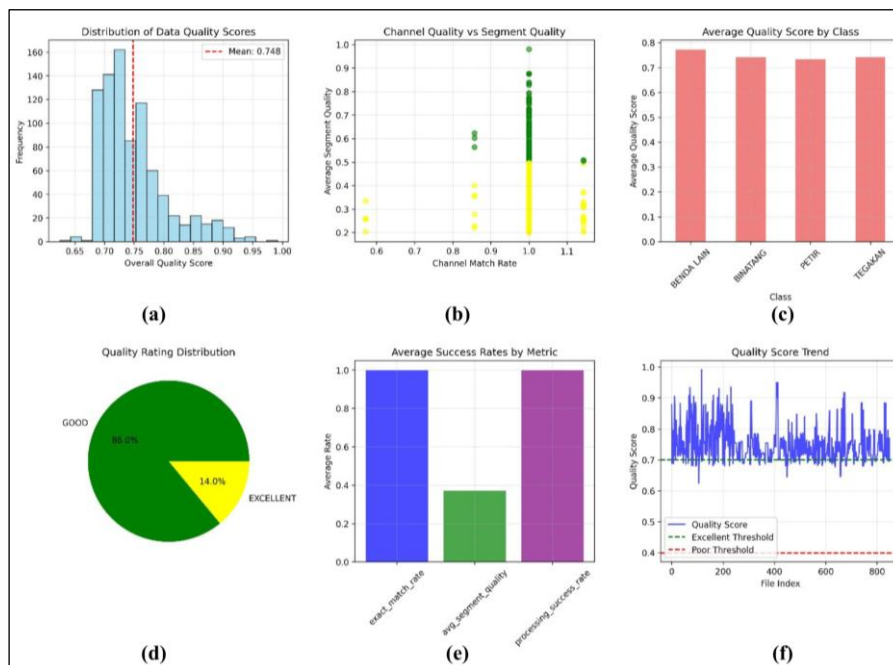 Distribution of Data Quality Scores
Mean: 0.748
160
140
120
100
80
60
40
20
0
Frequency
0.65 0.70 0.75 0.80 0.85 0.90 0.95 1.00
Overall Quality Score
(a)
Channel Quality vs Segment Quality
1.0
0.9
0.8
0.7
0.6
0.5
0.4
0.3
0.2
Average Segment Quality
0.6 0.7 0.8 0.9 1.0 1.1
Channel Match Rate
(b)
Average Quality Score by Class
0.8
0.7
0.6
0.5
0.4
0.3
0.2
0.1
0.0
Average Quality Score
BENDA LAIN
BINATANG
PETIR
TEGAKAN
Class
(c)
Quality Rating Distribution
GOOD
86.0%
14.0%
EXCELLENT
(d)
Average Success Rates by Metric
1.0
0.8
0.6
0.4
0.2
0.0
Average Rate
exact_match_rate
avg_segment_quality
processing_success_rate
(e)
Quality Score Trend
1.0
0.9
0.8
0.7
0.6
0.5
0.4
Quality Score
Quality Score
Excellent Threshold
Poor Threshold
0 200 400 600 800
File Index
(f)